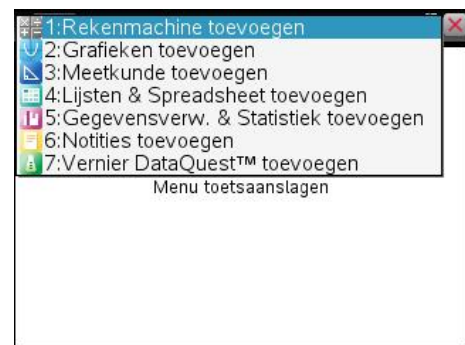 1:Rekenmachine toevoegen
2:Grafieken toevoegen
3:Meetkunde toevoegen
4:Lijsten & Spreadsheet toevoegen
5:Gegevensverw. & Statistiek toevoegen
6:Notities toevoegen
7:Vernier DataQuest™ toevoegen
Menu toetsaanslagen